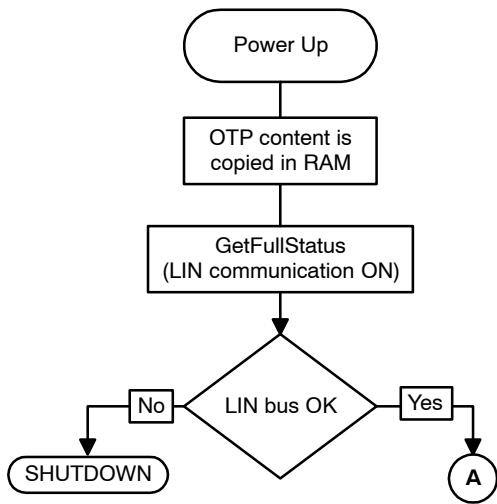 Power Up
OTP content is
copied in RAM
GetFullStatus
(LIN communication ON)
LIN bus OK
No
Yes
SHUTDOWN
A